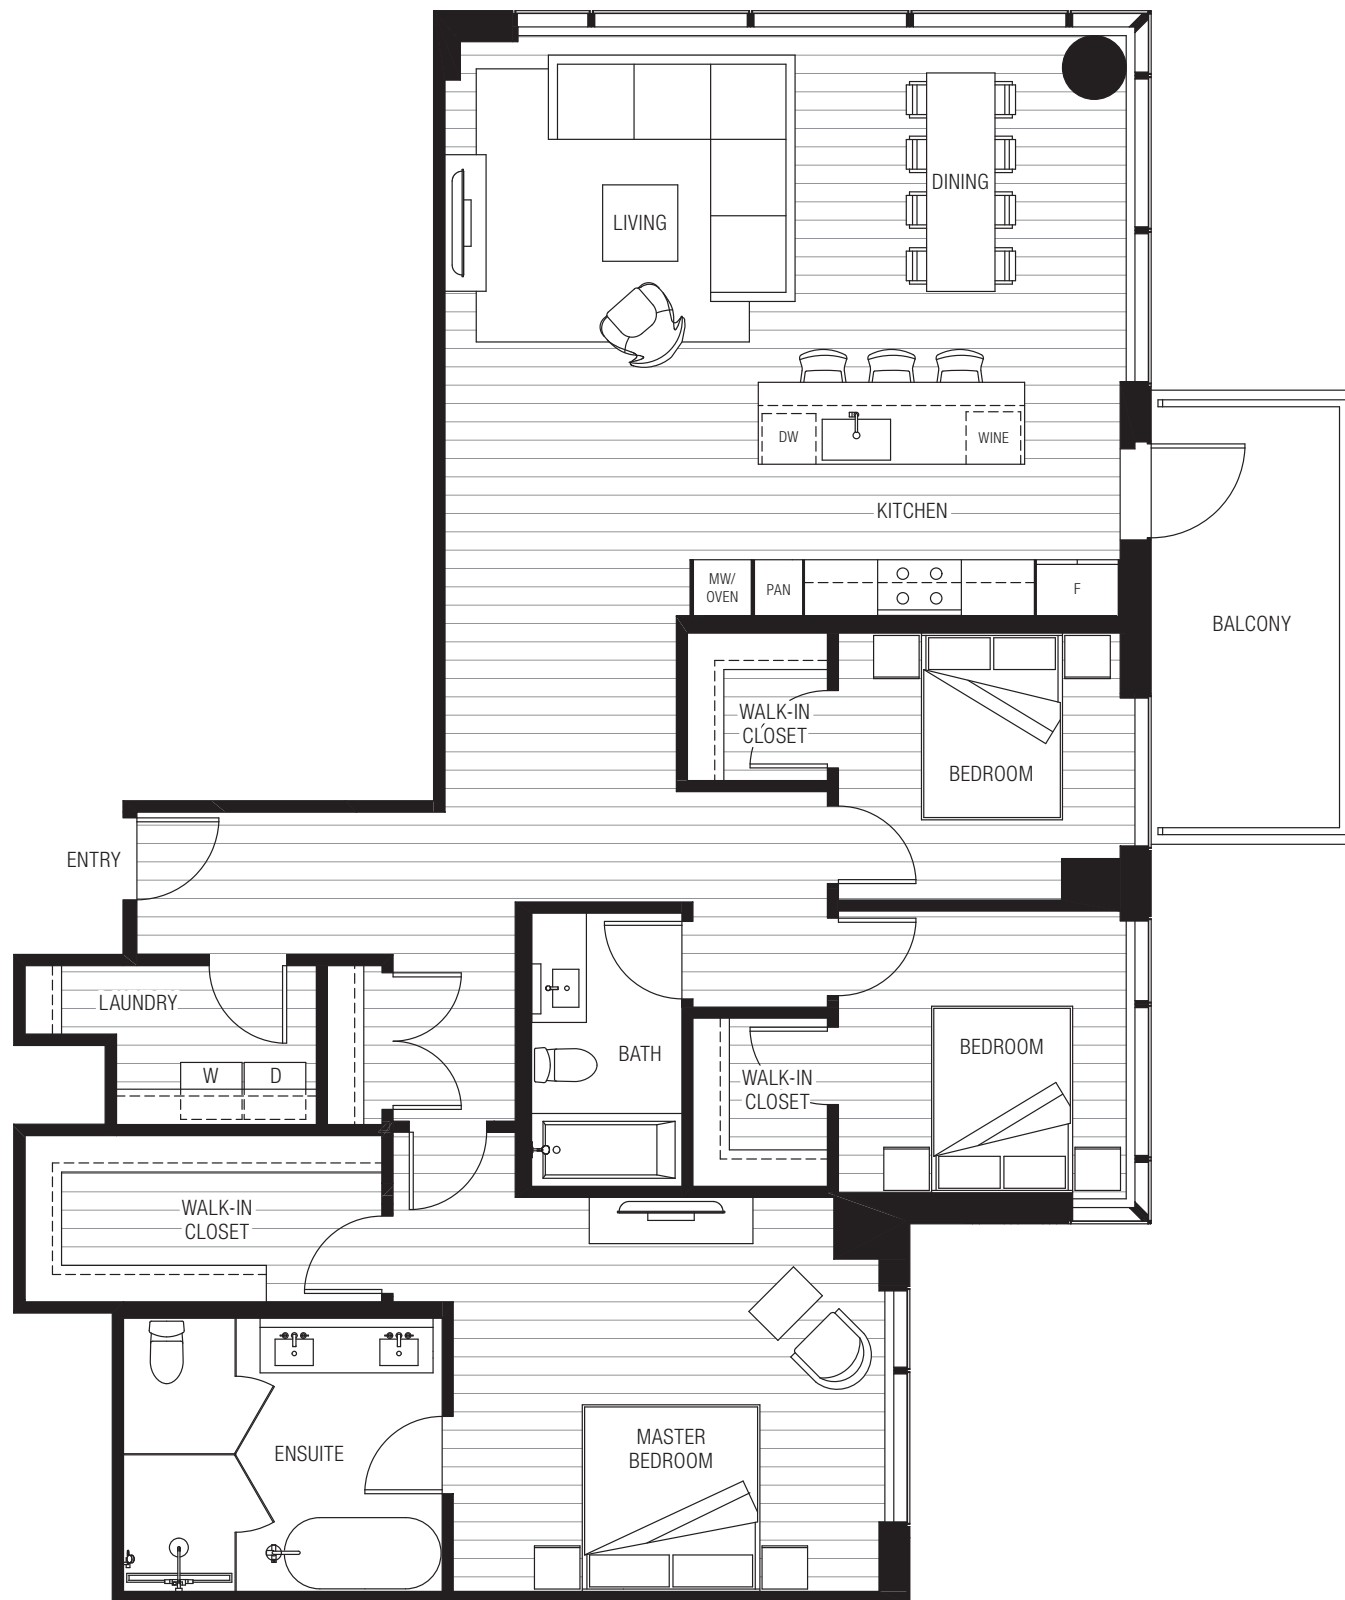 DINING
LIVING
DW
WINE
KITCHEN
MW/
OVEN
PAN
F
BALCONY
WALK-IN
CLOSET
BEDROOM
ENTRY
LAUNDRY
W
D
BATH
BEDROOM
WALK-IN
CLOSET
WALK-IN
CLOSET
MASTER
BEDROOM
ENSUITE